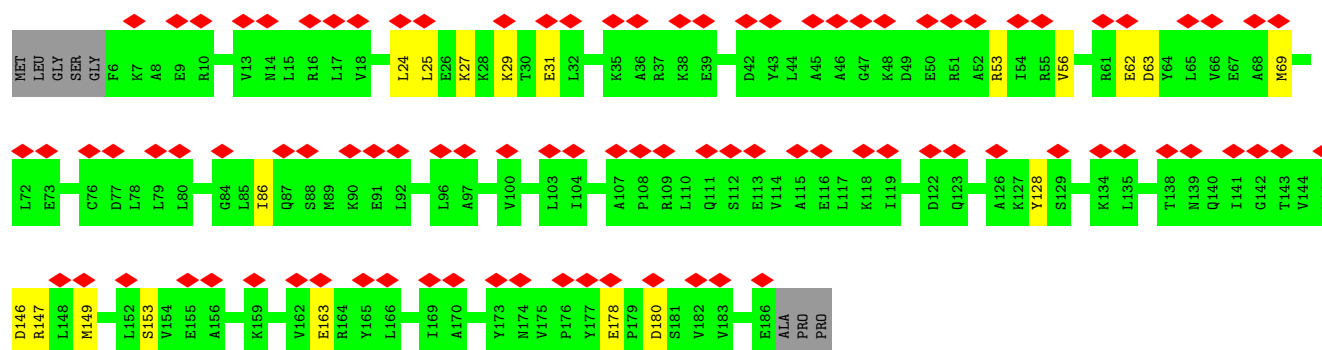 MET LEU GLY SER GLY F6 K7 A8 E9 R10 V13 N14 L15 R16 L17 V18 L24 L25 E26 K27 K28 K29 T30 E31 L32 K35 A36 R37 K38 E39 D42 Y43 L44 A45 A46 G47 K48 D49 E50 R51 A52 R53 I54 R55 V56 R61 E62 D63 Y64 L65 V66 E67 A68 M69
L72 E73 C76 D77 L78 L79 L80 G84 L85 I86 Q87 S88 M89 K90 E91 L92 L96 A97 V100 L103 I104 A107 P108 R109 L110 Q111 S112 E113 V114 A115 E116 L117 K118 I119 D122 Q123 A126 K127 Y128 S129 K134 L135 T138 N139 Q140 I141 G142 T143 V144
D146 R147 L148 M149 L152 S153 V154 E155 A156 K159 V162 E163 R164 Y165 L166 I169 A170 Y173 N174 V175 P176 Y177 E178 P179 D180 S181 V182 V183 E186 ALA PRO PRO